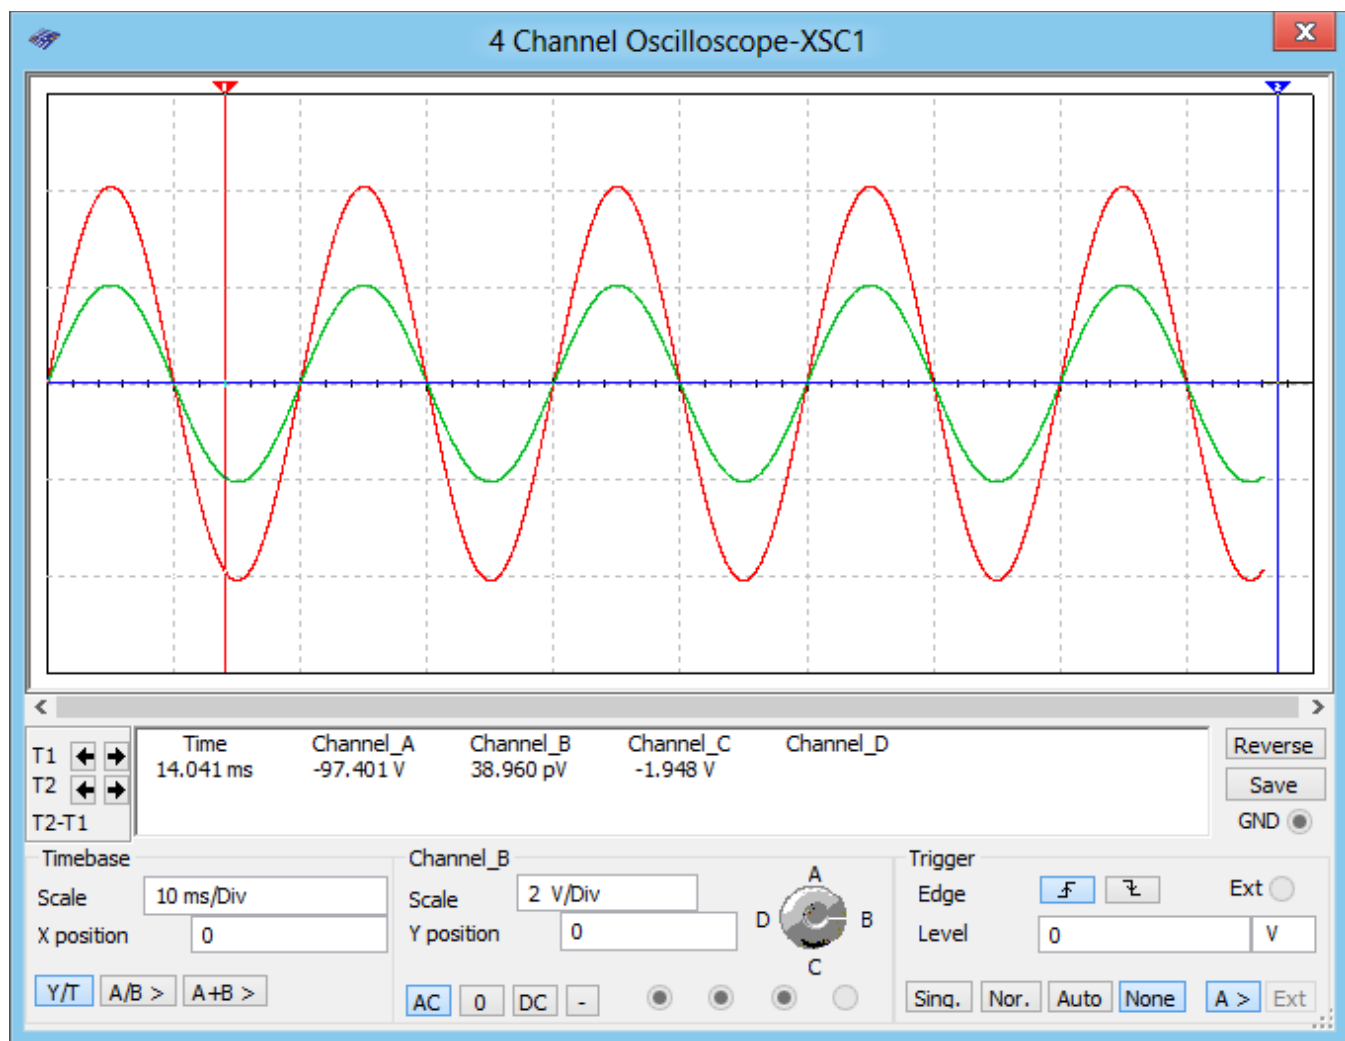 4 Channel Oscilloscope-XSC1
x
1
2
T1
T2
T2-T1
Time Channel_A Channel_B Channel_C Channel_D
14.041 ms -97.401 V 38.960 pV -1.948 V
Reverse
Save
GND
Timebase
Scale 10 ms/Div
X position 0
Y/T A/B > A+B >
Channel_B
Scale 2 V/Div
Y position 0
A
D B
C
AC 0 DC -
Trigger
Edge Ext
Level 0 V
Sing. Nor. Auto None A > Ext